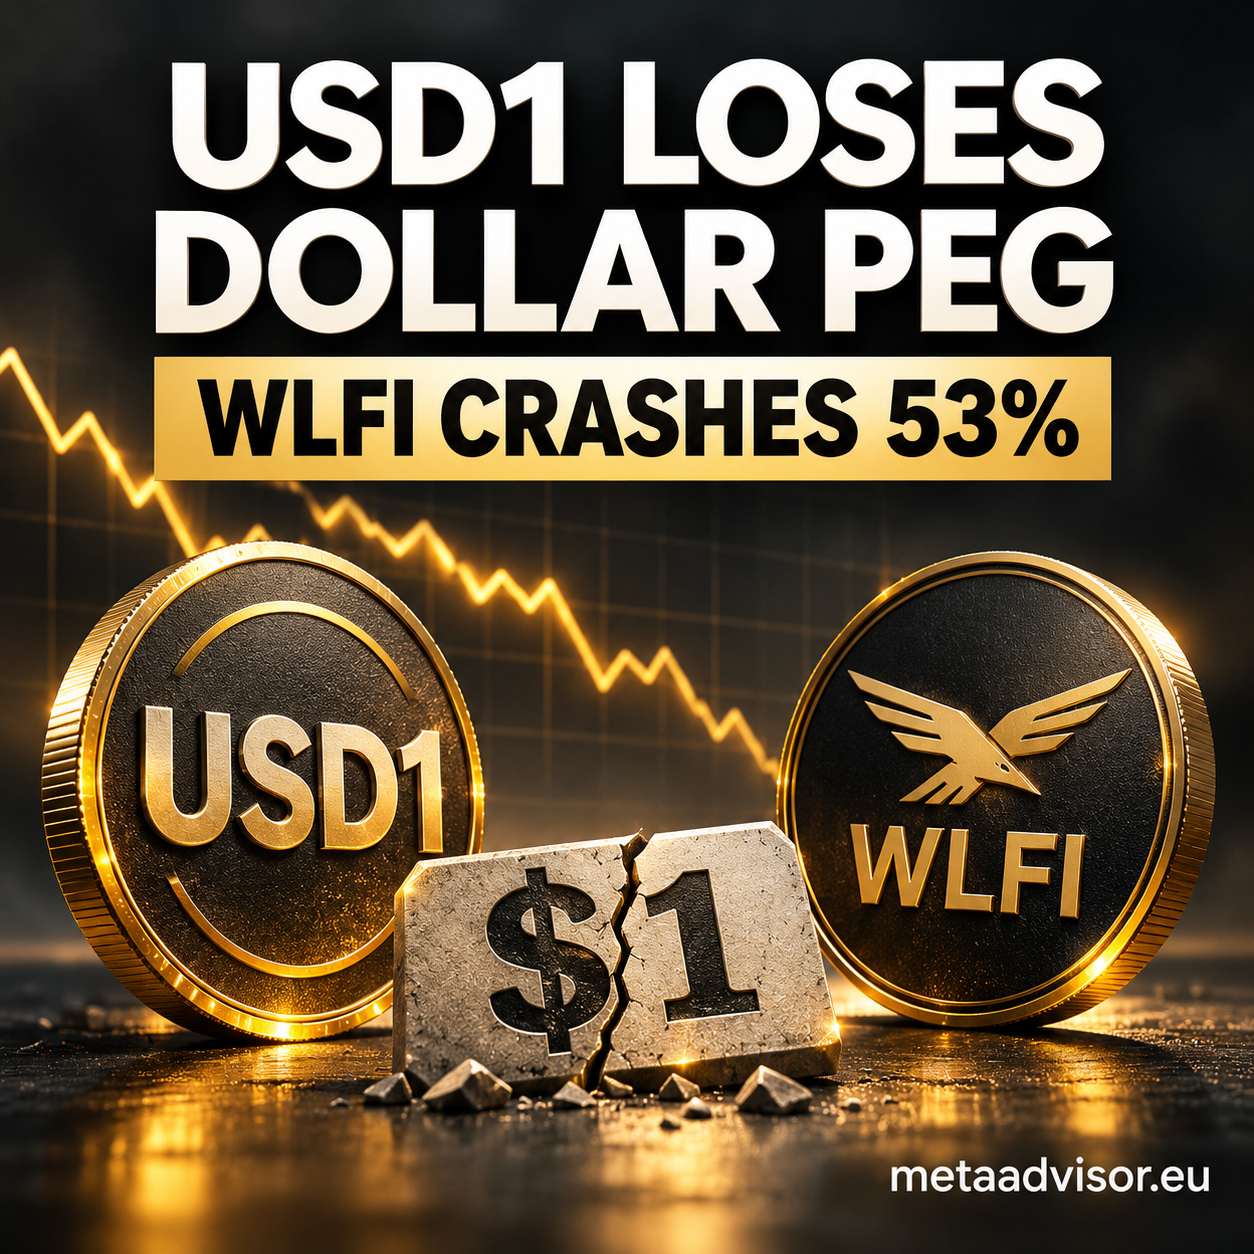 USD1 LOSES
DOLLAR PEG
WLFI CRASHES 53%
USD1
WLFI
$1
metaadvisor.eu